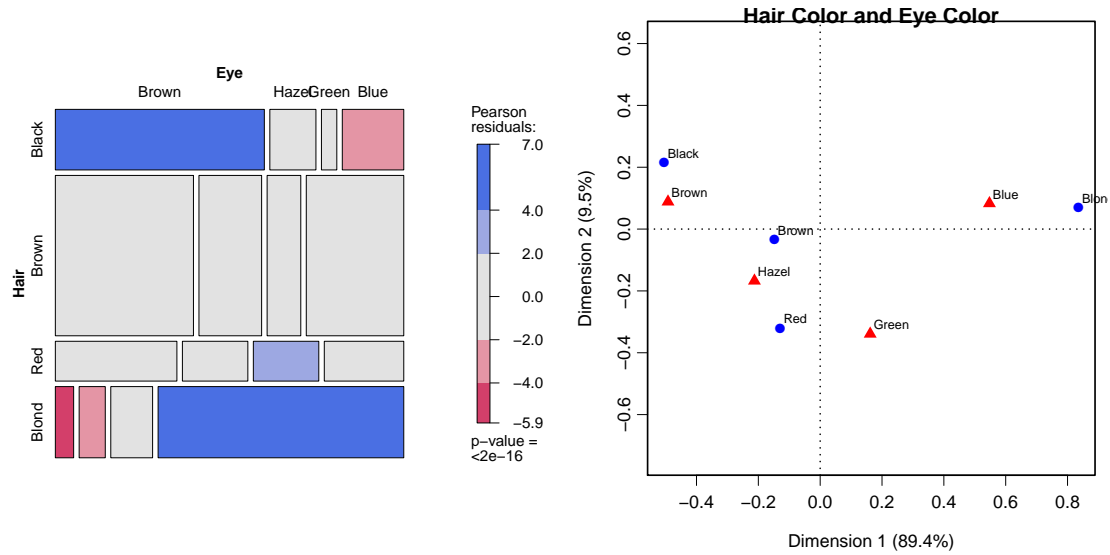 Eye
Brown HazelGreen Blue
Hair
Black
Brown
Red
Blond
Pearson
residuals:
7.0
4.0
2.0
0.0
−2.0
−4.0
−5.9
p−value =
<2e−16
Hair Color and Eye Color
Dimension 2 (9.5%)
0.6
0.4
0.2
0.0
−0.2
−0.4
−0.6
Black
Brown
Blue
Blond
Brown
Hazel
Red
Green
−0.4 −0.2 0.0 0.2 0.4 0.6 0.8
Dimension 1 (89.4%)